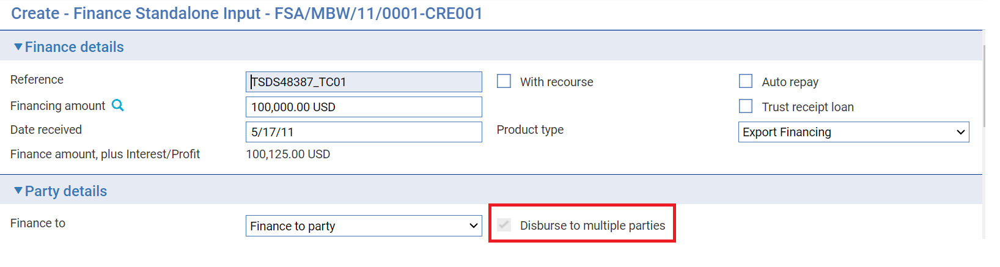 Create - Finance Standalone Input - FSA/MBW/11/0001-CRE001
Finance details
Reference TSDS48387_TC01 With recourse Auto repay
Financing amount 100,000.00 USD Trust receipt loan
Date received 5/17/11 Product type Export Financing
Finance amount, plus Interest/Profit 100,125.00 USD
Party details
Finance to Finance to party Disburse to multiple parties